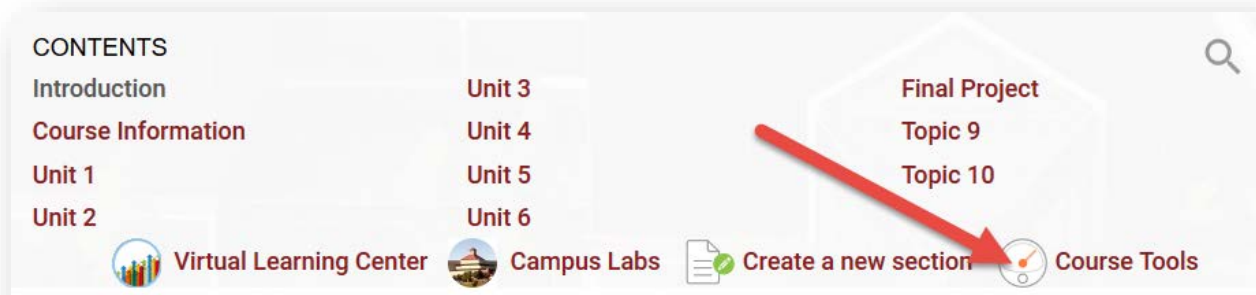 CONTENTS
Introduction
Course Information
Unit 1
Unit 2
Unit 3
Unit 4
Unit 5
Unit 6
Final Project
Topic 9
Topic 10
Virtual Learning Center
Campus Labs
Create a new section
Course Tools